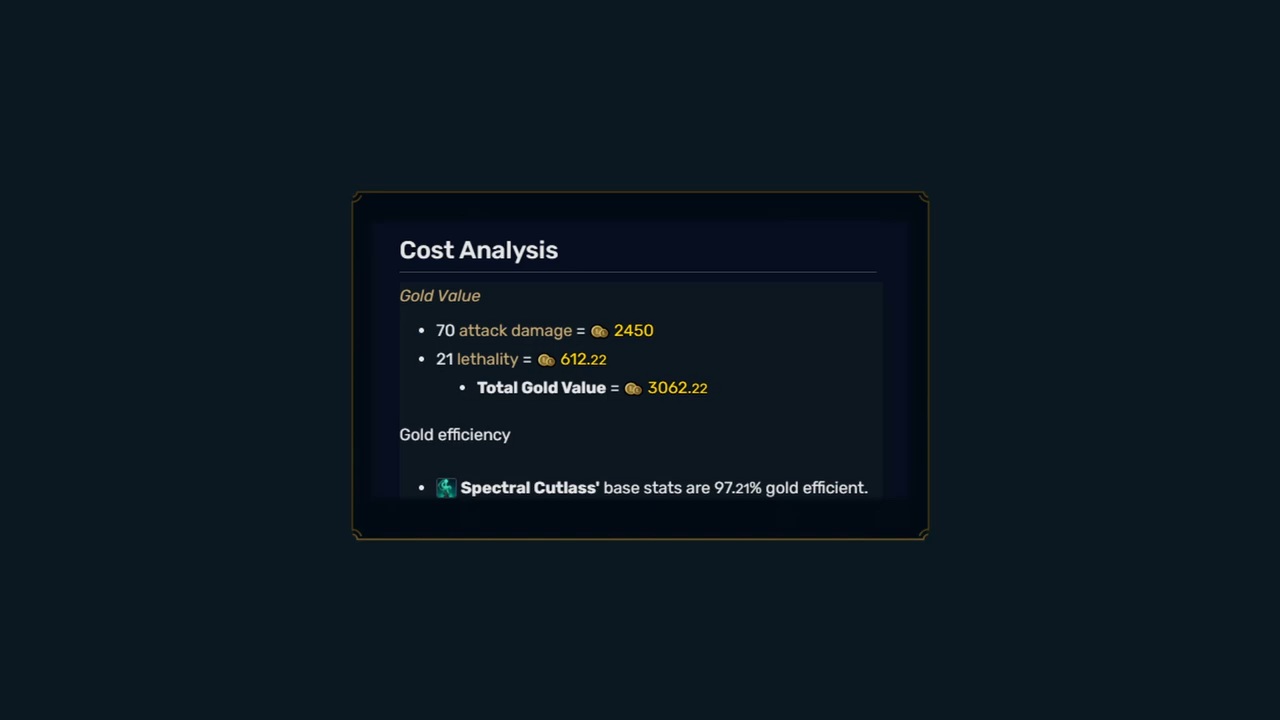 Cost Analysis
Gold Value
• 70 attack damage = 2450
• 21 lethality = 612.22
• Total Gold Value = 3062.22
Gold efficiency
• Spectral Cutlass' base stats are 97.21% gold efficient.